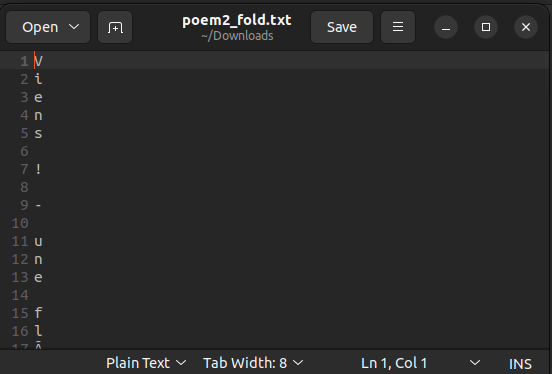 Open
poem2_fold.txt
~/Downloads
Save
1 V
2 i
3 e
4 n
5 s
6
7 !
8
9 -
10
11 u
12 n
13 e
14
15 f
16 l
17 Ã
Plain Text
Tab Width: 8
Ln 1, Col 1
INS